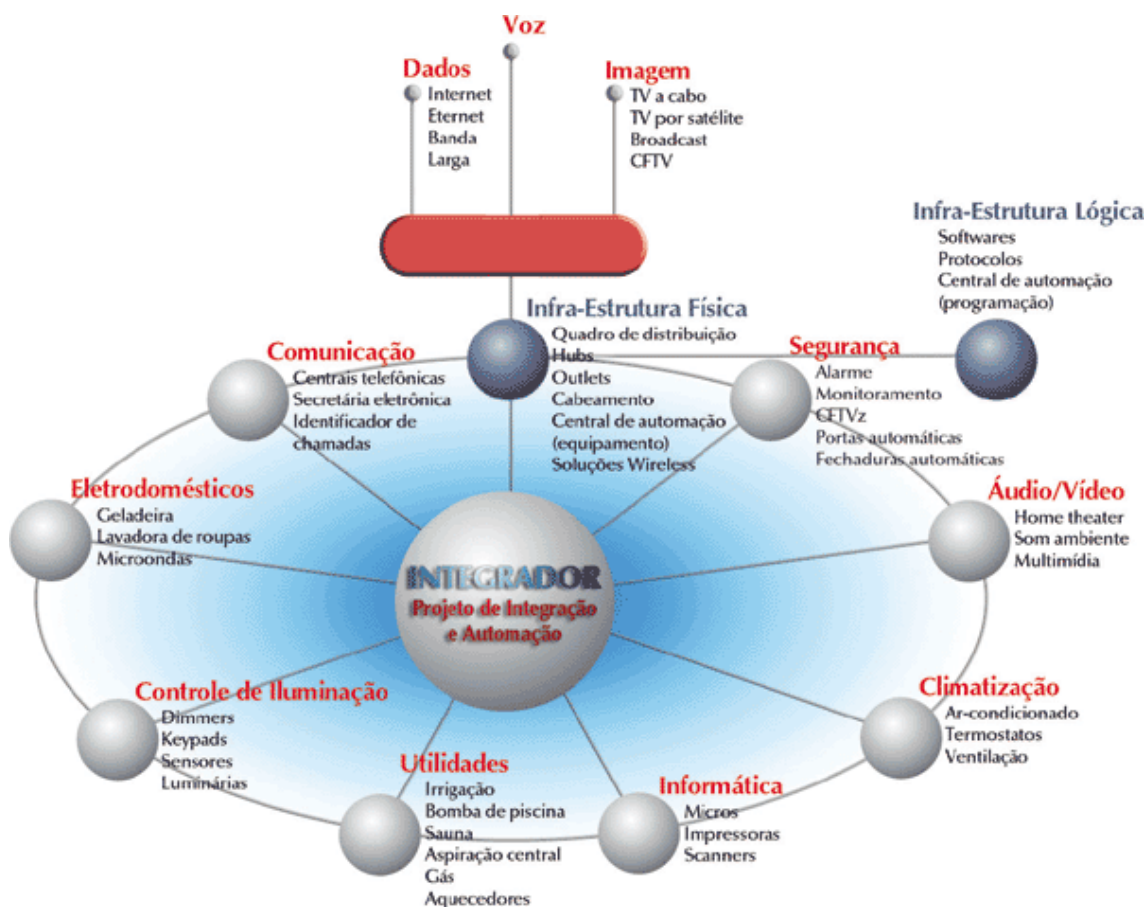 Voz
Dados
Internet
Eternet
Banda
Larga
Imagem
TV a cabo
TV por satélite
Broadcast
CFTV
Infra-Estrutura Lógica
Softwares
Protocolos
Central de automação
(programação)
Infra-Estrutura Física
Quadro de distribuição
Hubs
Outlets
Cabeamento
Central de automação
(equipamento)
Soluções Wireless
Comunicação
Centrais telefônicas
Secretária eletrônica
Identificador de
chamadas
Segurança
Alarme
Monitoramento
CFTVz
Portas automáticas
Fechaduras automáticas
Eletrodomésticos
Geladeira
Lavadora de roupas
Microondas
Áudio/Vídeo
Home theater
Som ambiente
Multimídia
INTEGRADOR
Projeto de Integração
e Automação
Controle de Iluminação
Dimmers
Keypads
Sensores
Luminárias
Climatização
Ar-condicionado
Termostatos
Ventilação
Utilidades
Irrigação
Bomba de piscina
Sauna
Aspiração central
Gás
Aquecedores
Informática
Micros
Impressoras
Scanners